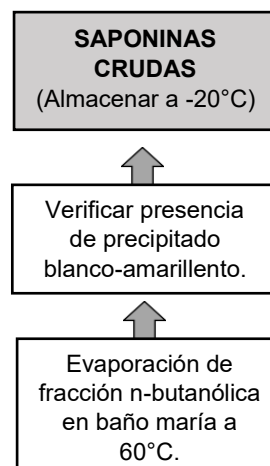 SAPONINAS
CRUDAS
(Almacenar a -20°C)
Verificar presencia
de precipitado
blanco-amarillento.
Evaporación de
fracción n-butanólica
en baño maría a
60°C.